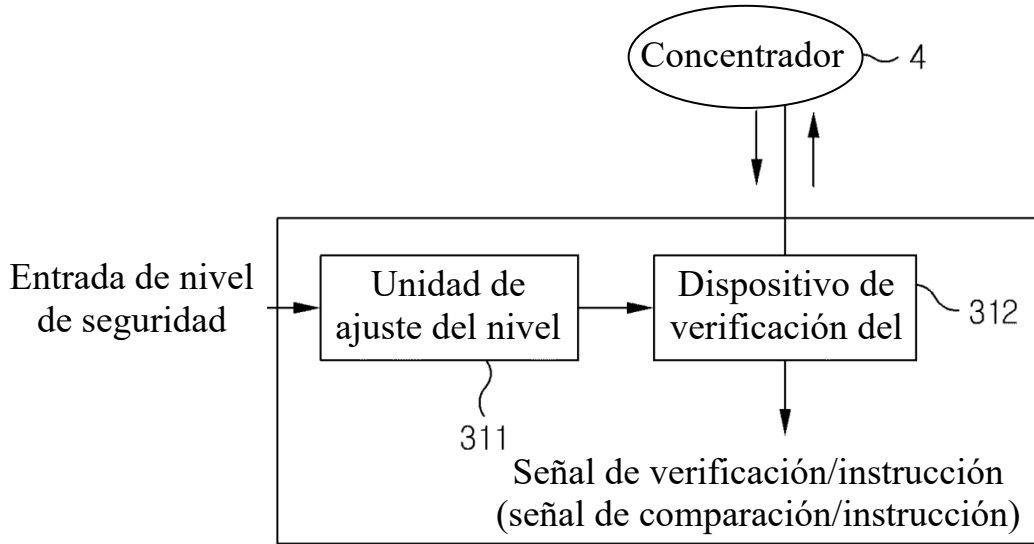 Concentrador
4
Entrada de nivel
de seguridad
Unidad de
ajuste del nivel
311
Dispositivo de
verificación del
312
Señal de verificación/instrucción
(señal de comparación/instrucción)